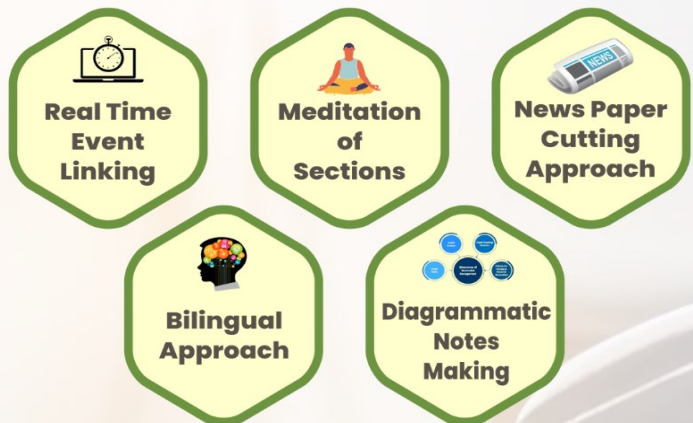 Real Time
Event
Linking
Meditation
of
Sections
NEWS
News Paper
Cutting
Approach
Bilingual
Approach
Diagrammatic
Notes
Making